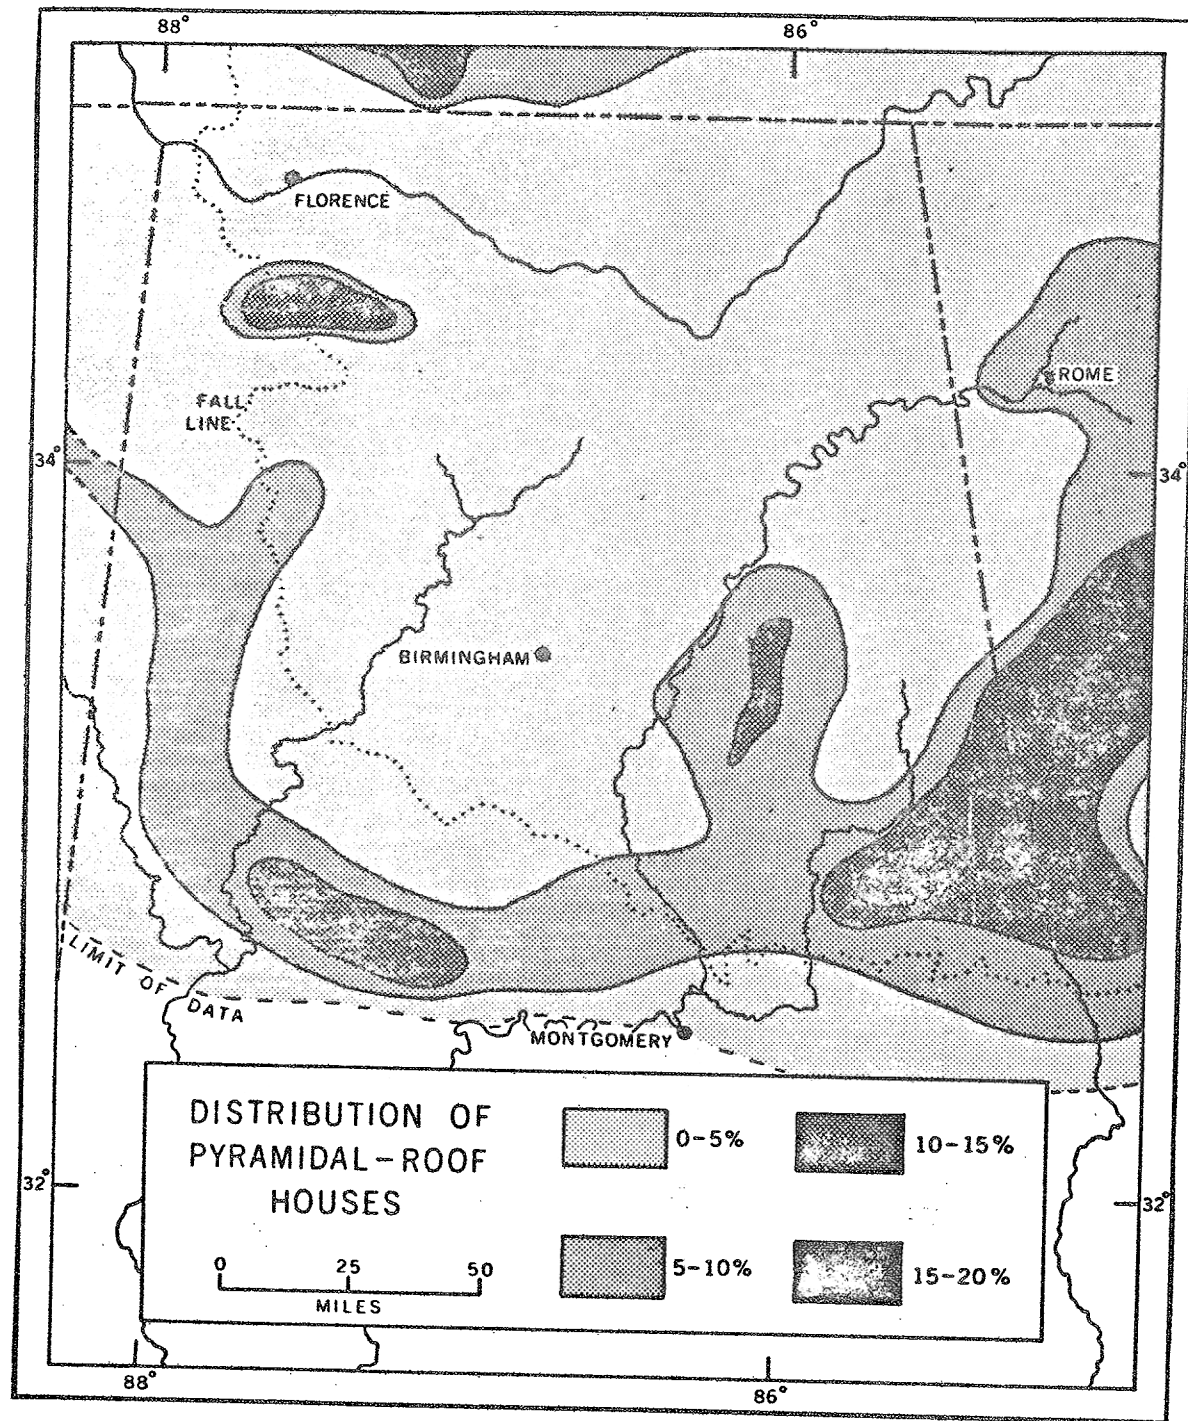 88°
86°
FLORENCE
ROME
FALL
LINE
34°
34°
BIRMINGHAM
LIMIT OF DATA
MONTGOMERY
DISTRIBUTION OF
PYRAMIDAL-ROOF
HOUSES
0-5%
10-15%
5-10%
15-20%
0 25 50
MILES
32°
32°
88°
86°